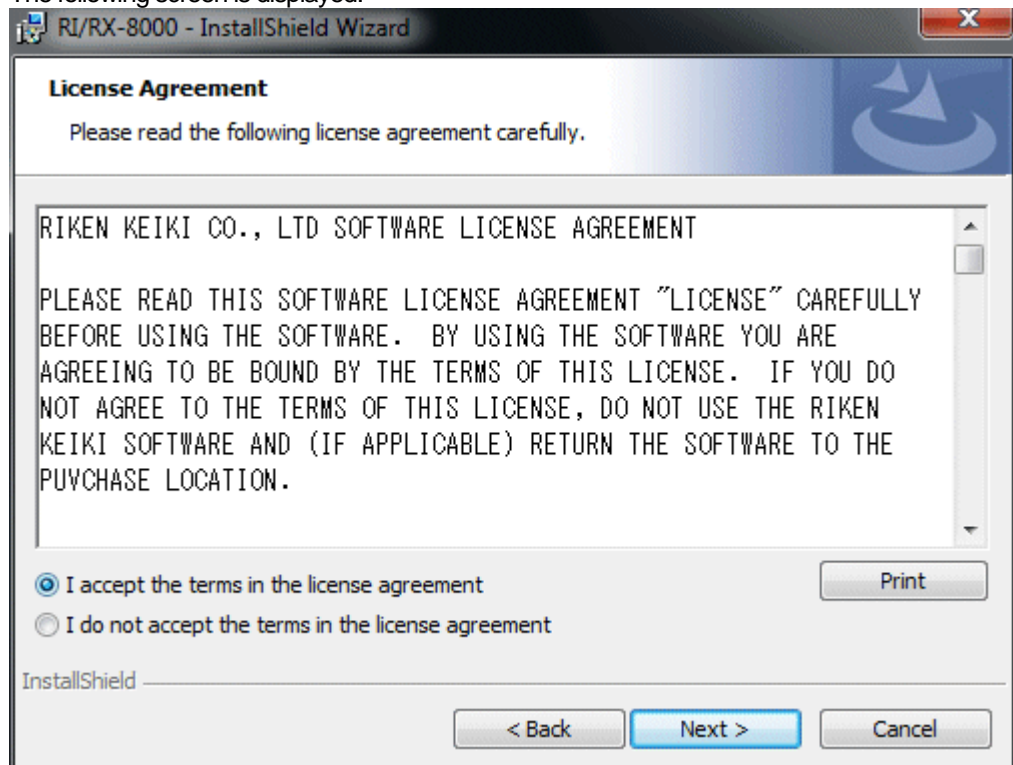 The following screen is displayed.
RI/RX-8000 - InstallShield Wizard
License Agreement
Please read the following license agreement carefully.
RIKEN KEIKI CO., LTD SOFTWARE LICENSE AGREEMENT
PLEASE READ THIS SOFTWARE LICENSE AGREEMENT "LICENSE" CAREFULLY
BEFORE USING THE SOFTWARE.  BY USING THE SOFTWARE YOU ARE
AGREEING TO BE BOUND BY THE TERMS OF THIS LICENSE.  IF YOU DO
NOT AGREE TO THE TERMS OF THIS LICENSE, DO NOT USE THE RIKEN
KEIKI SOFTWARE AND (IF APPLICABLE) RETURN THE SOFTWARE TO THE
PUVCHASE LOCATION.
I accept the terms in the license agreement
Print
I do not accept the terms in the license agreement
InstallShield
< Back
Next >
Cancel